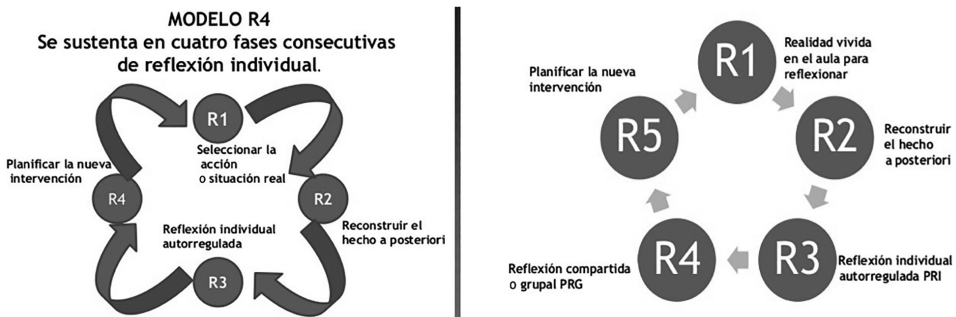 MODELO R4
Se sustenta en cuatro fases consecutivas
de reflexión individual.
R1
Seleccionar la
acción
o situación real
R2
Reconstruir el
hecho a posteriori
Reflexión individual
autorregulada
R3
Planificar la nueva
intervención
R4
R1
Realidad vivida
en el aula para
reflexionar
R2
Reconstruir
el hecho
a posteriori
R3
Reflexión individual
autorregulada PRI
R4
Reflexión compartida
o grupal PRG
R5
Planificar la nueva
intervención